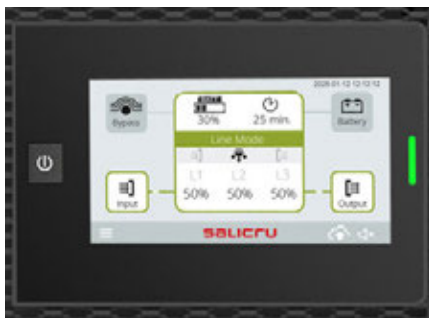 2026-01-12 12:12:12
Bypass
30%
25 min.
Battery
Line Mode
L1 L2 L3
50% 50% 50%
Input
Output
SALICRU